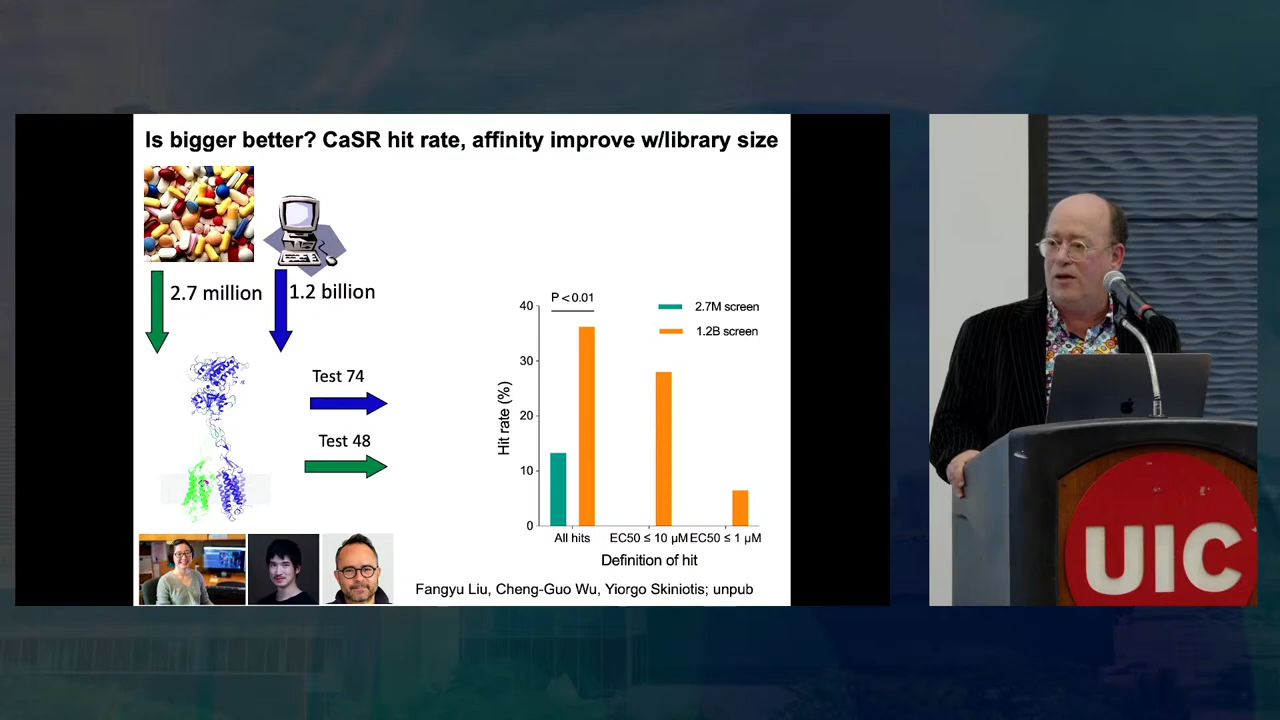 Is bigger better? CaSR hit rate, affinity improve w/library size
2.7 million
1.2 billion
Test 74
Test 48
P < 0.01
2.7M screen
1.2B screen
Hit rate (%)
40
30
20
10
0
All hits
EC50 ≤ 10 μM
EC50 ≤ 1 μM
Definition of hit
Fangyu Liu, Cheng-Guo Wu, Yiorgo Skiniotis; unpub
UIC